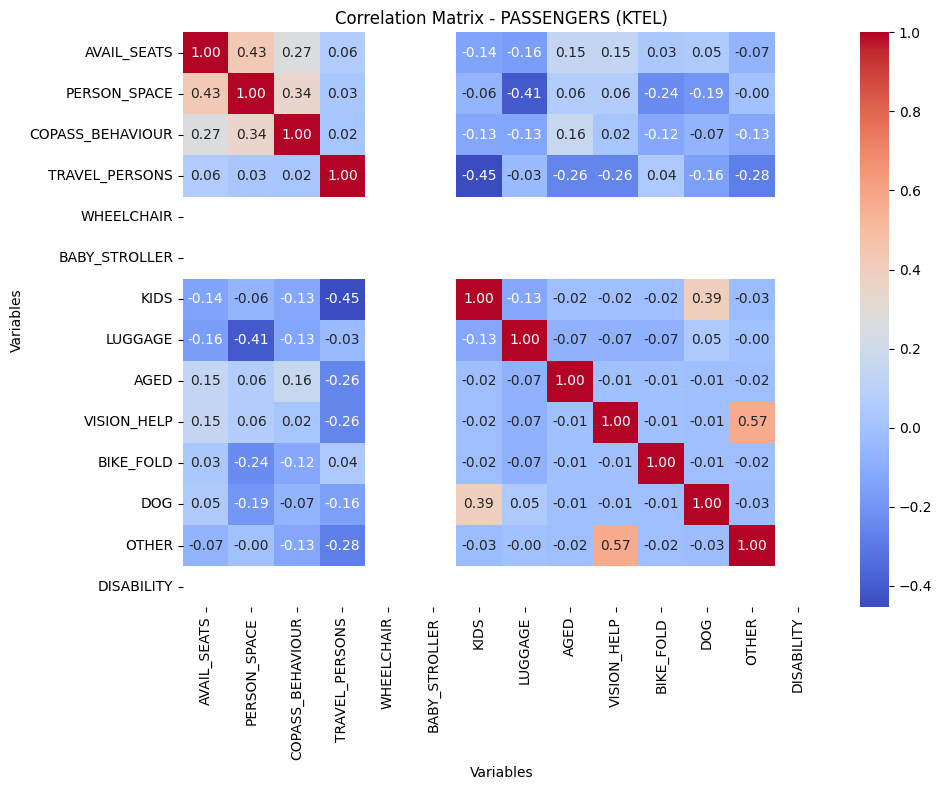 Correlation Matrix - PASSENGERS (KTEL)
AVAIL_SEATS 1.00 0.43 0.27 0.06 -0.14 -0.16 0.15 0.15 0.03 0.05 -0.07
PERSON_SPACE 0.43 1.00 0.34 0.03 -0.06 -0.41 0.06 0.06 -0.24 -0.19 -0.00
COPASS_BEHAVIOUR 0.27 0.34 1.00 0.02 -0.13 -0.13 0.16 0.02 -0.12 -0.07 -0.13
TRAVEL_PERSONS 0.06 0.03 0.02 1.00 -0.45 -0.03 -0.26 -0.26 0.04 -0.16 -0.28
WHEELCHAIR
BABY_STROLLER
KIDS -0.14 -0.06 -0.13 -0.45 1.00 -0.13 -0.02 -0.02 -0.02 0.39 -0.03
LUGGAGE -0.16 -0.41 -0.13 -0.03 -0.13 1.00 -0.07 -0.07 -0.07 0.05 -0.00
AGED 0.15 0.06 0.16 -0.26 -0.02 -0.07 1.00 -0.01 -0.01 -0.01 -0.02
VISION_HELP 0.15 0.06 0.02 -0.26 -0.02 -0.07 -0.01 1.00 -0.01 -0.01 0.57
BIKE_FOLD 0.03 -0.24 -0.12 0.04 -0.02 -0.07 -0.01 -0.01 1.00 -0.01 -0.02
DOG 0.05 -0.19 -0.07 -0.16 0.39 0.05 -0.01 -0.01 -0.01 1.00 -0.03
OTHER -0.07 -0.00 -0.13 -0.28 -0.03 -0.00 -0.02 0.57 -0.02 -0.03 1.00
DISABILITY
Variables
AVAIL_SEATS
PERSON_SPACE
COPASS_BEHAVIOUR
TRAVEL_PERSONS
WHEELCHAIR
BABY_STROLLER
KIDS
LUGGAGE
AGED
VISION_HELP
BIKE_FOLD
DOG
OTHER
DISABILITY
Variables
1.0
0.8
0.6
0.4
0.2
0.0
−0.2
−0.4